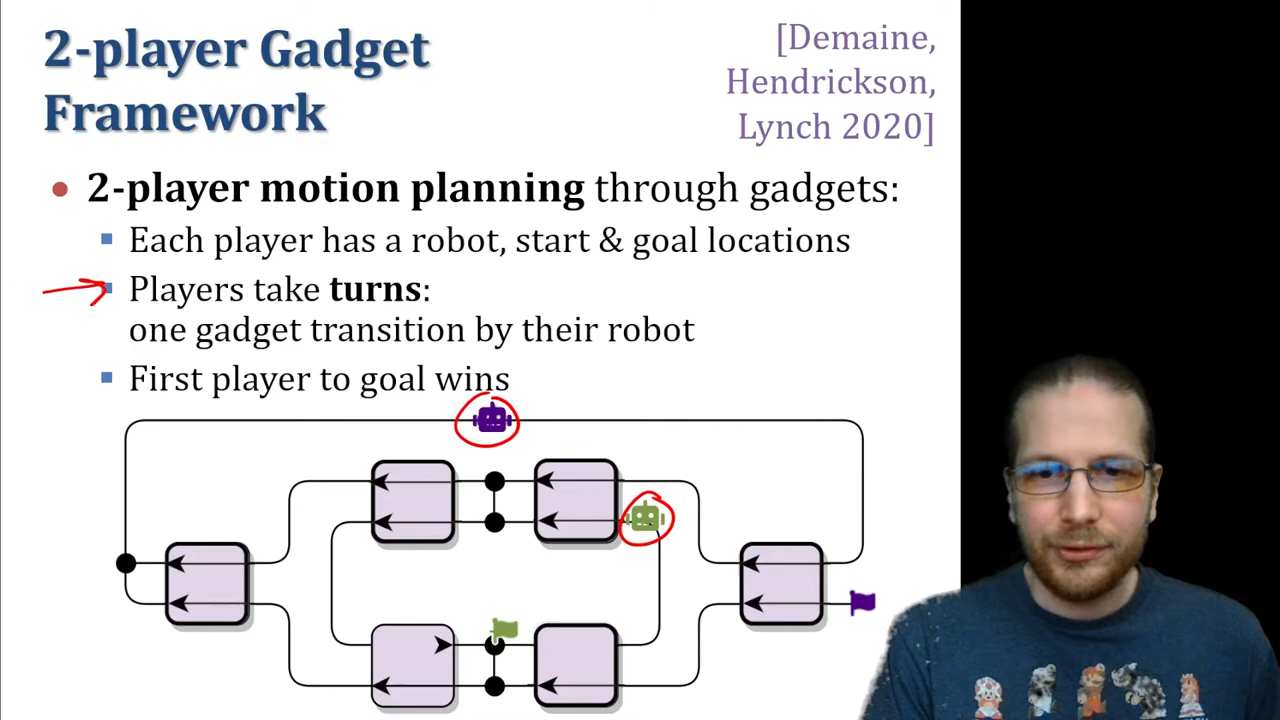 2-player Gadget
Framework
[Demaine,
Hendrickson,
Lynch 2020]
2-player motion planning through gadgets:
Each player has a robot, start & goal locations
Players take turns:
one gadget transition by their robot
First player to goal wins